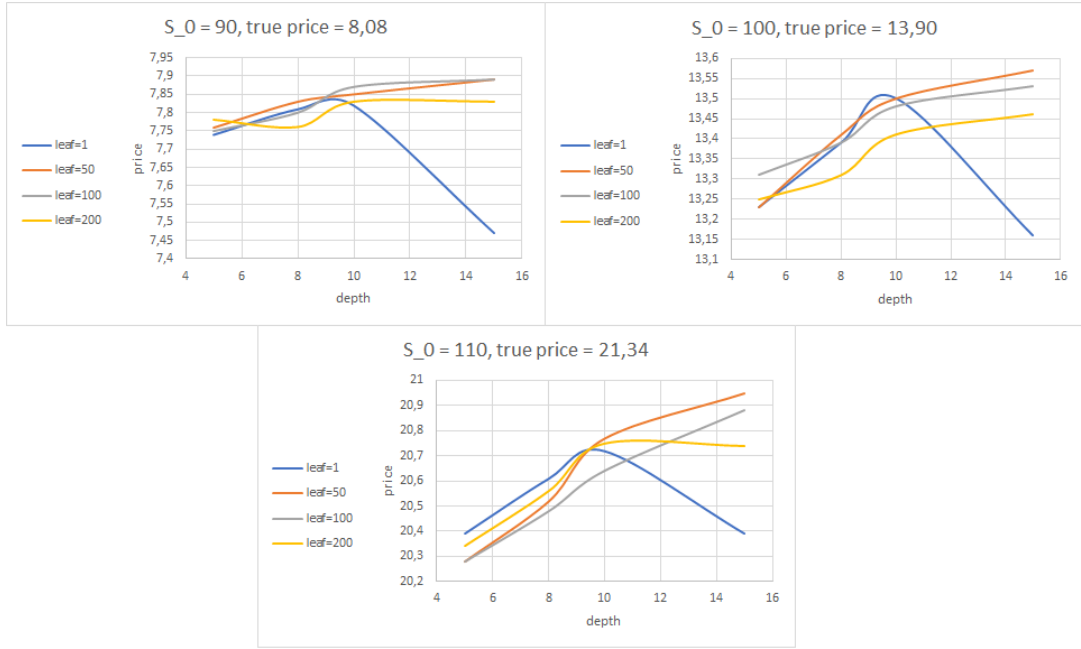 S_0 = 90, true price = 8,08
7,95
7,9
7,85
7,8
7,75
7,7
7,65
7,6
7,55
7,5
7,45
7,4
price
leaf=1
leaf=50
leaf=100
leaf=200
4 6 8 10 12 14 16
depth
S_0 = 100, true price = 13,90
13,6
13,55
13,5
13,45
13,4
13,35
13,3
13,25
13,2
13,15
13,1
price
leaf=1
leaf=50
leaf=100
leaf=200
4 6 8 10 12 14 16
depth
S_0 = 110, true price = 21,34
21
20,9
20,8
20,7
20,6
20,5
20,4
20,3
20,2
price
leaf=1
leaf=50
leaf=100
leaf=200
4 6 8 10 12 14 16
depth